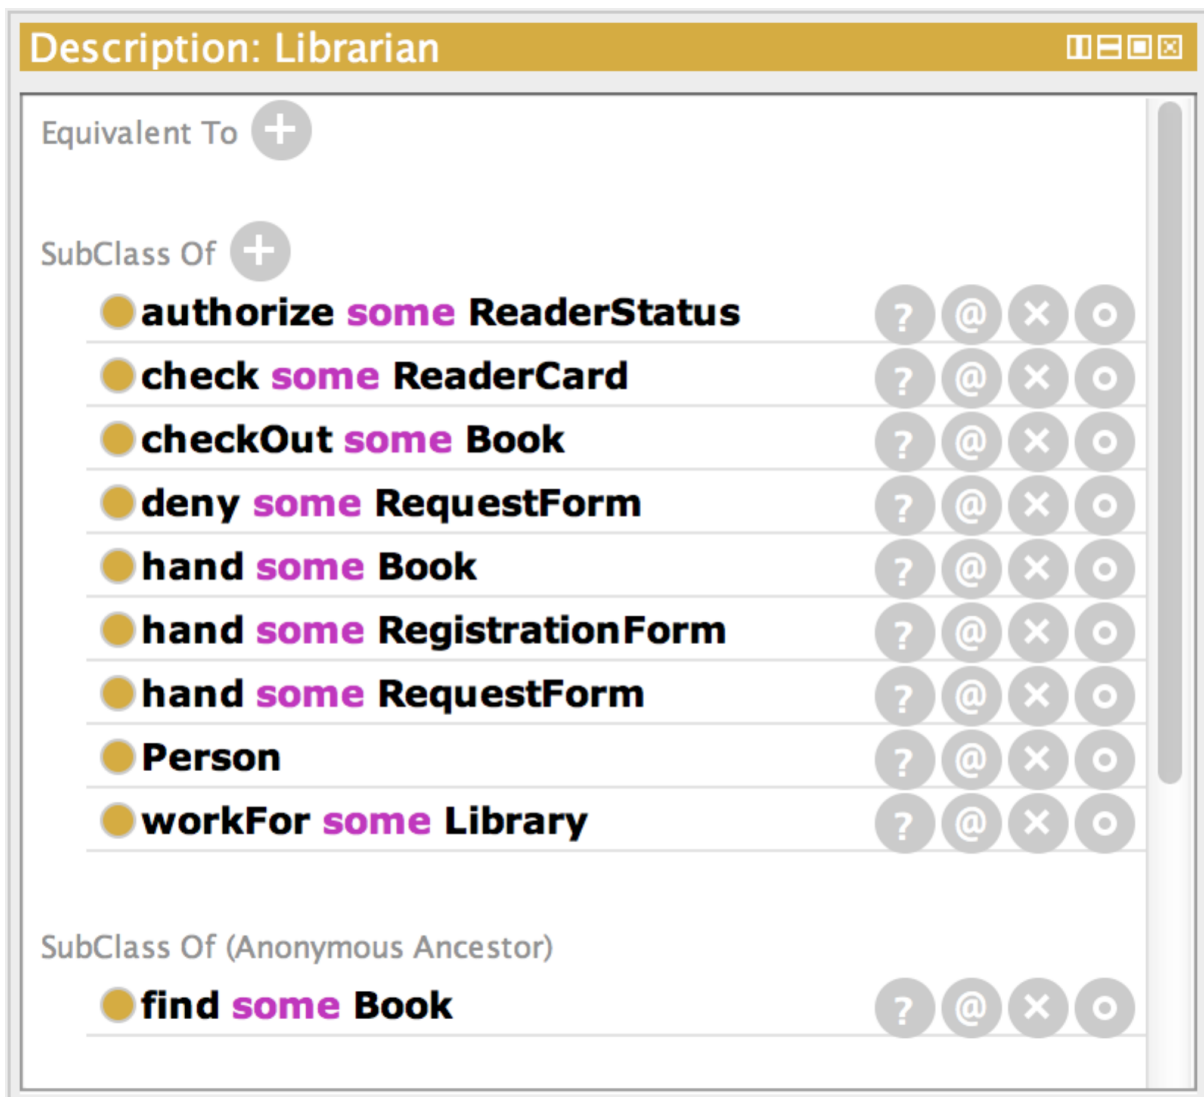 Description: Librarian
Equivalent To +
SubClass Of +
authorize some ReaderStatus ? @ × o
check some ReaderCard ? @ × o
checkOut some Book ? @ × o
deny some RequestForm ? @ × o
hand some Book ? @ × o
hand some RegistrationForm ? @ × o
hand some RequestForm ? @ × o
Person ? @ × o
workFor some Library ? @ × o
SubClass Of (Anonymous Ancestor)
find some Book ? @ × o